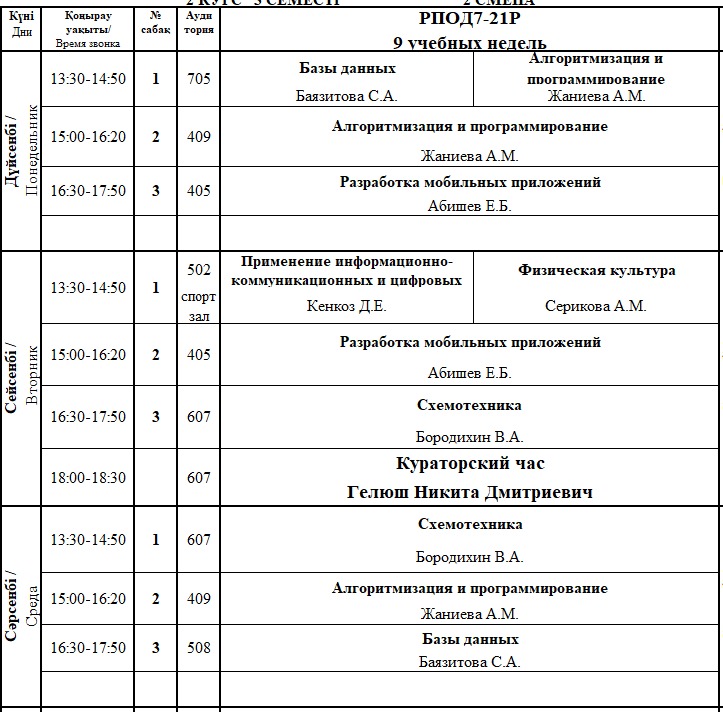 2 КУРС 3 СЕМЕСТР 2 СМЕНА
Күні Дни
Қоңырау уақыты/ Время звонка
№ сабақ
Ауди тория
РПОД7-21Р
9 учебных недель
Дүйсенбі / Понедельник
13:30-14:50 1 705
Базы данных
Баязитова С.А.
Алгоритмизация и
программирование
Жаниева А.М.
15:00-16:20 2 409
Алгоритмизация и программирование
Жаниева А.М.
16:30-17:50 3 405
Разработка мобильных приложений
Абишев Е.Б.
Сейсенбі / Вторник
13:30-14:50 1 502 спорт зал
Применение информационно-
коммуникационных и цифровых
Кенкоз Д.Е.
Физическая культура
Серикова А.М.
15:00-16:20 2 405
Разработка мобильных приложений
Абишев Е.Б.
16:30-17:50 3 607
Схемотехника
Бородихин В.А.
18:00-18:30 607
Кураторский час
Гелюш Никита Дмитриевич
Сәрсенбі / Среда
13:30-14:50 1 607
Схемотехника
Бородихин В.А.
15:00-16:20 2 409
Алгоритмизация и программирование
Жаниева А.М.
16:30-17:50 3 508
Базы данных
Баязитова С.А.